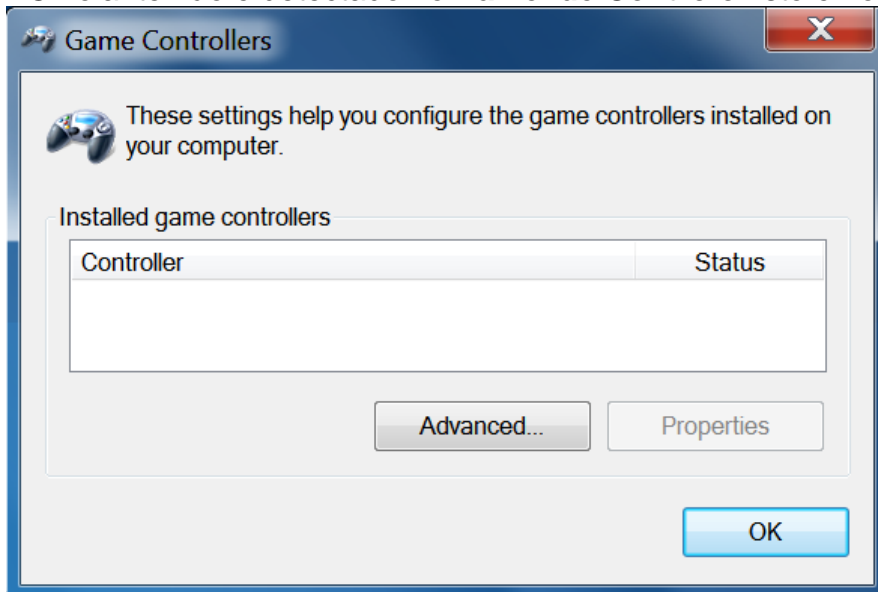 Game Controllers
These settings help you configure the game controllers installed on
your computer.
Installed game controllers
Controller Status
Advanced... Properties
OK